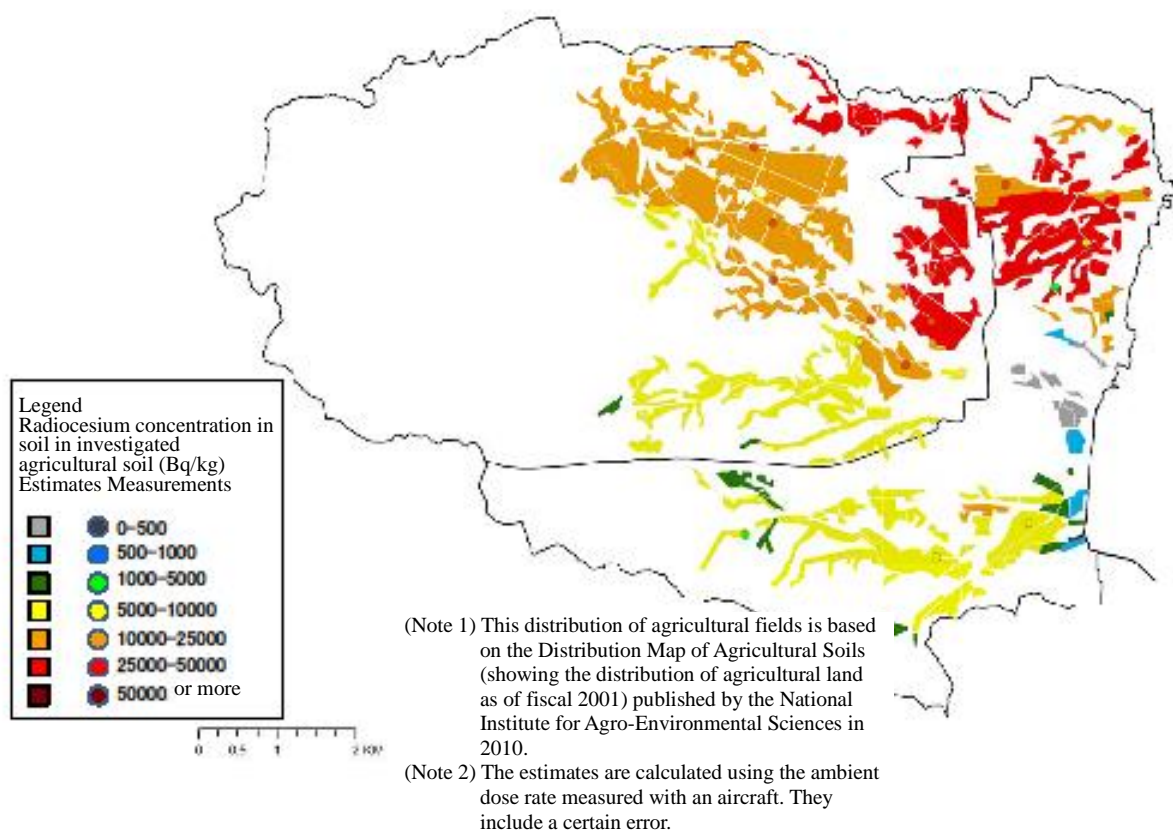 Legend
Radiocesium concentration in
soil in investigated
agricultural soil (Bq/kg)
Estimates Measurements
0-500
500-1000
1000-5000
5000-10000
10000-25000
25000-50000
50000 or more
0 0.5 1 2 KM
S
(Note 1) This distribution of agricultural fields is based
on the Distribution Map of Agricultural Soils
(showing the distribution of agricultural land
as of fiscal 2001) published by the National
Institute for Agro-Environmental Sciences in
2010.
(Note 2) The estimates are calculated using the ambient
dose rate measured with an aircraft. They
include a certain error.